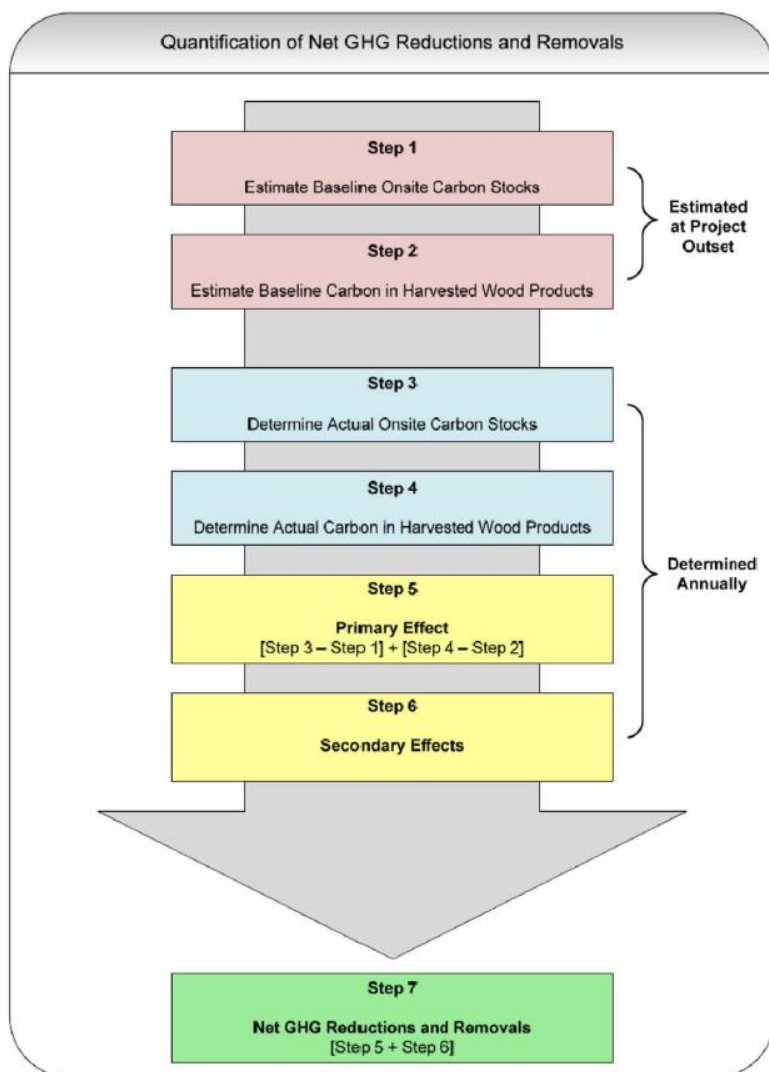 Quantification of Net GHG Reductions and Removals
Step 1
Estimate Baseline Onsite Carbon Stocks
Step 2
Estimate Baseline Carbon in Harvested Wood Products
Estimated
at Project
Outset
Step 3
Determine Actual Onsite Carbon Stocks
Step 4
Determine Actual Carbon in Harvested Wood Products
Step 5
Primary Effect
[Step 3 – Step 1] + [Step 4 – Step 2]
Step 6
Secondary Effects
Determined
Annually
Step 7
Net GHG Reductions and Removals
[Step 5 + Step 6]